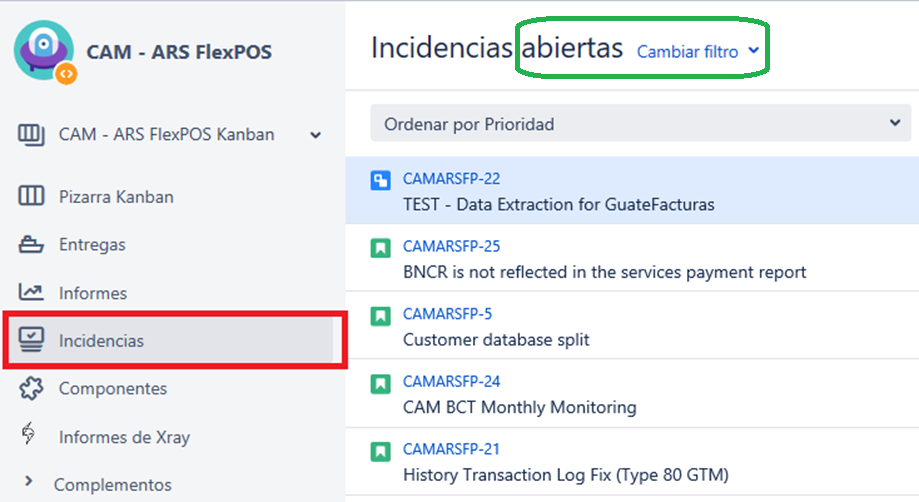 CAM - ARS FlexPOS
CAM - ARS FlexPOS Kanban
Pizarra Kanban
Entregas
Informes
Incidencias
Componentes
Informes de Xray
Complementos
Incidencias abiertas Cambiar filtro
Ordenar por Prioridad
CAMARSFP-22
TEST - Data Extraction for GuateFacturas
CAMARSFP-25
BNCR is not reflected in the services payment report
CAMARSFP-5
Customer database split
CAMARSFP-24
CAM BCT Monthly Monitoring
CAMARSFP-21
History Transaction Log Fix (Type 80 GTM)